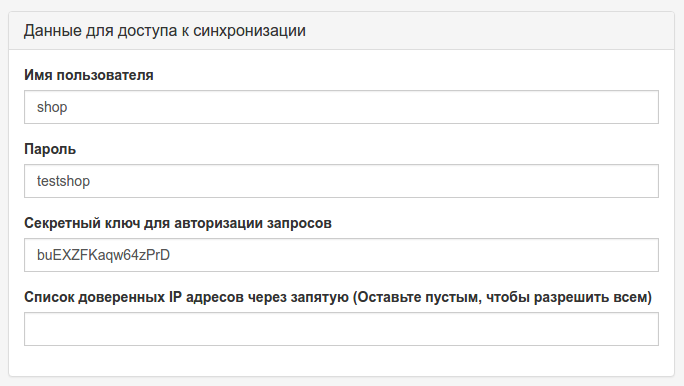 Данные для доступа к синхронизации
Имя пользователя
shop
Пароль
testshop
Секретный ключ для авторизации запросов
buEXZFKaqw64zPrD
Список доверенных IP адресов через запятую (Оставьте пустым, чтобы разрешить всем)